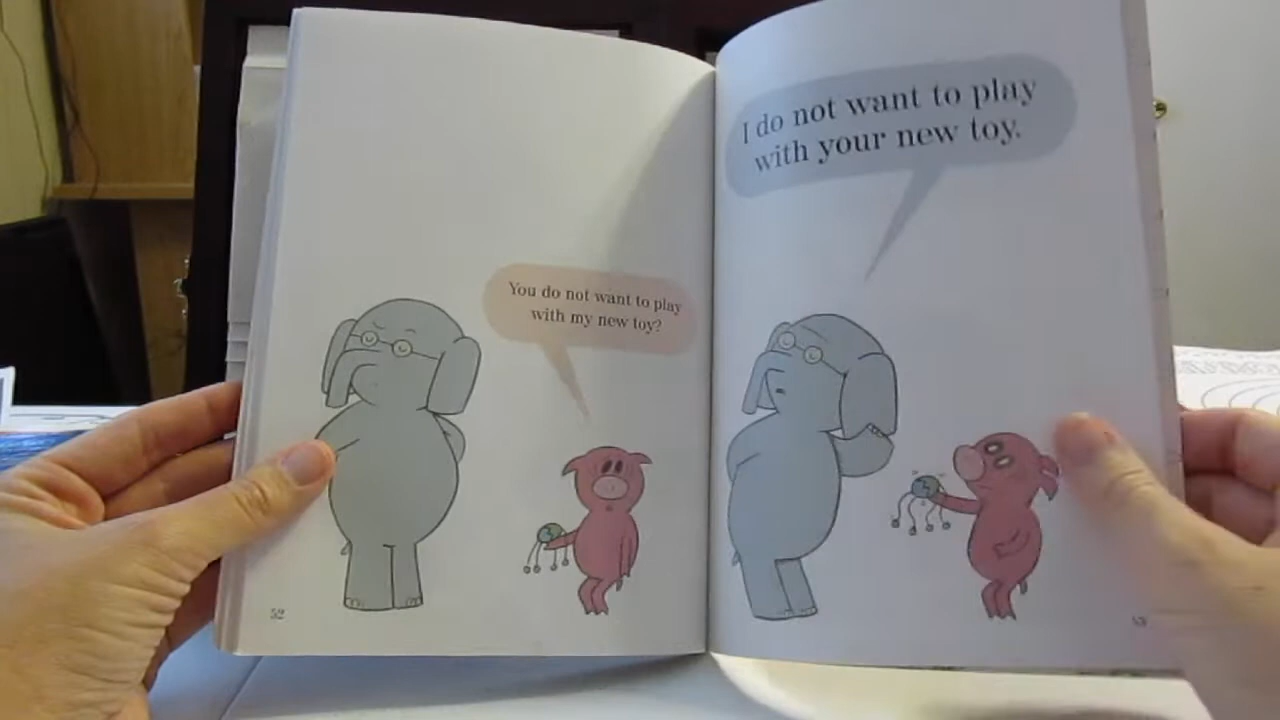 You do not want to play
with my new toy?
52
I do not want to play
with your new toy.
53